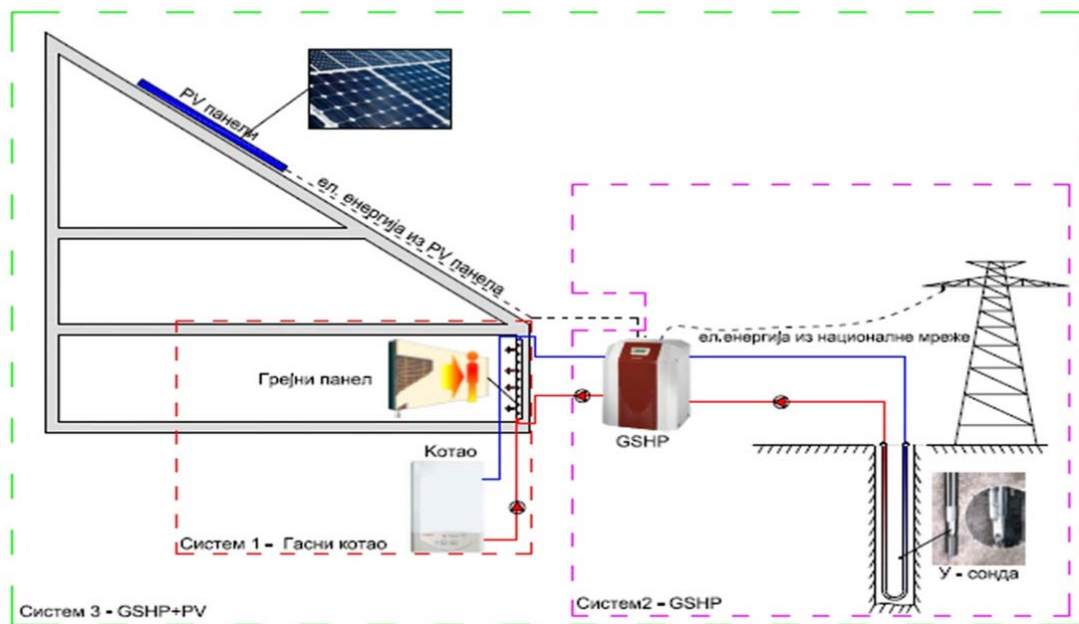 PV панели
ел. енергија из PV панела
ел.енергија из националне мреже
Грејни панел
GSHP
Котао
Систем 1 - Гасни котао
У - сонда
Систем 3 - GSHP+PV
Систем2 - GSHP